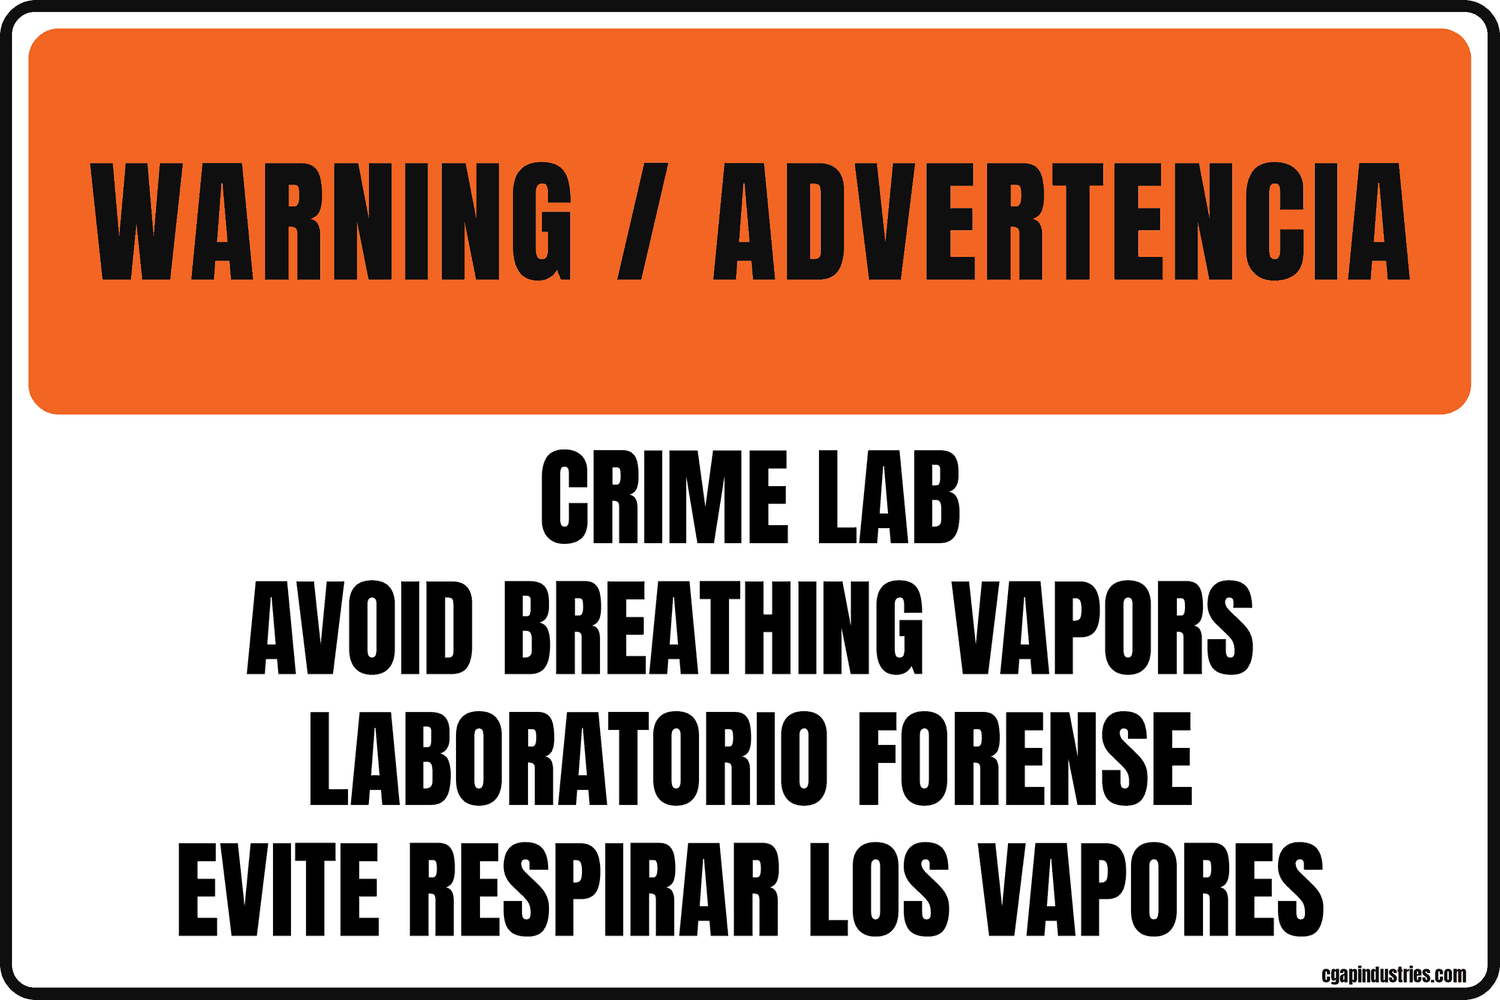 WARNING / ADVERTENCIA
CRIME LAB
AVOID BREATHING VAPORS
LABORATORIO FORENSE
EVITE RESPIRAR LOS VAPORES
cgapindustries.com